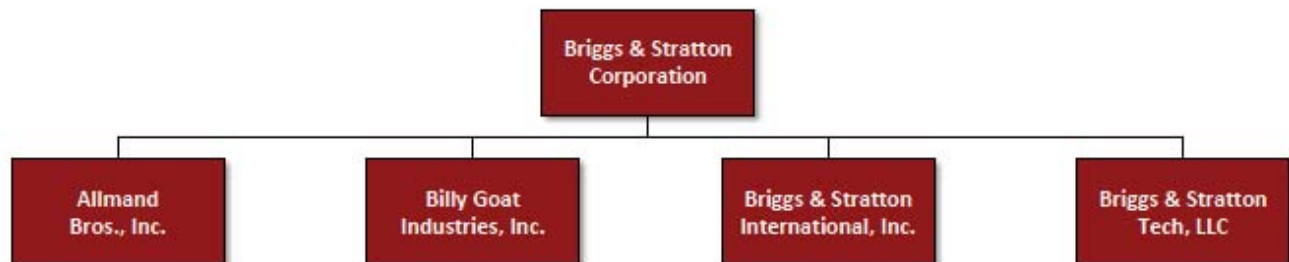 Briggs & Stratton
Corporation
Allmand
Bros., Inc.
Billy Goat
Industries, Inc.
Briggs & Stratton
International, Inc.
Briggs & Stratton
Tech, LLC